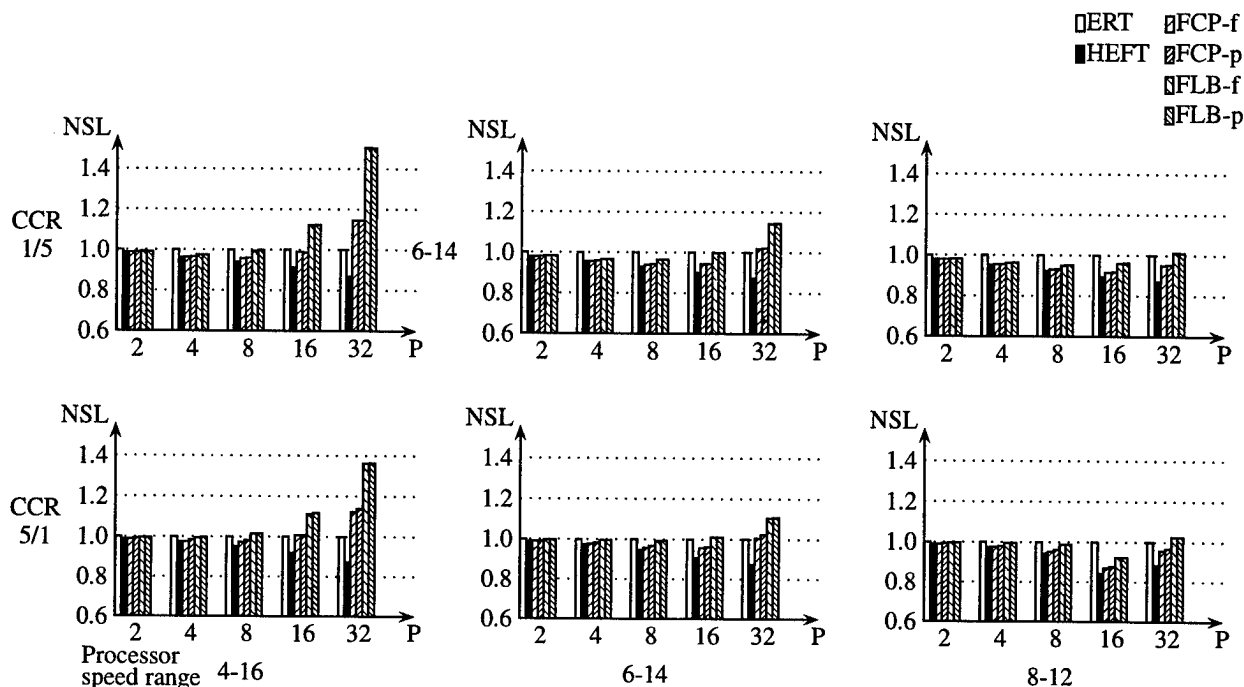 ERT FCP-f
HEFT FCP-p
FLB-f
FLB-p
NSL NSL NSL
1.4 1.4 1.4
1.2 1.2 1.2
CCR
1/5
1.0 6-14 1.0 1.0
0.8 0.8 0.8
0.6 0.6 0.6
2 4 8 16 32 P 2 4 8 16 32 P 2 4 8 16 32 P
NSL NSL NSL
1.4 1.4 1.4
1.2 1.2 1.2
CCR
5/1
1.0 1.0 1.0
0.8 0.8 0.8
0.6 0.6 0.6
2 4 8 16 32 P 2 4 8 16 32 P 2 4 8 16 32 P
Processor
speed range 4-16 6-14 8-12